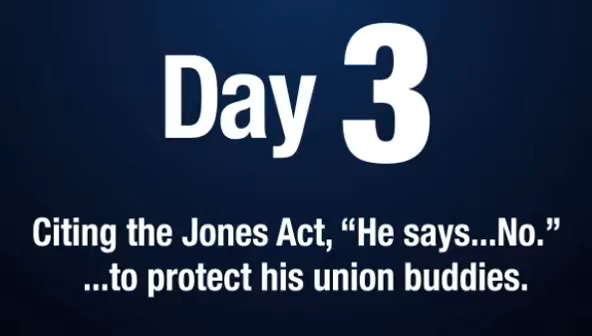 Day 3
Citing the Jones Act, “He says...No.”
...to protect his union buddies.